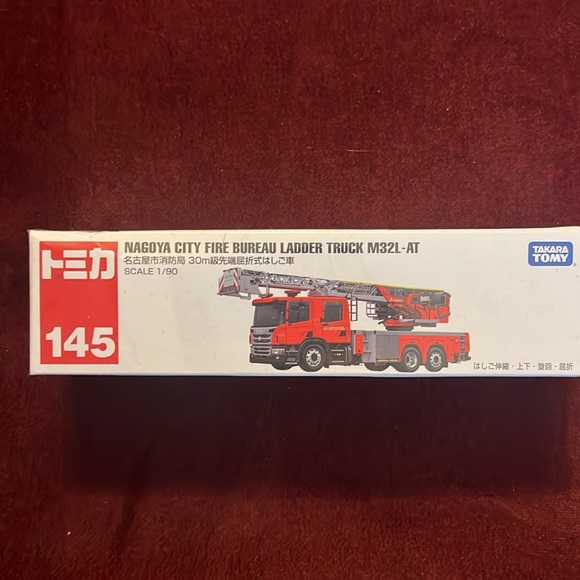 トミカ
145
NAGOYA CITY FIRE BUREAU LADDER TRUCK M32L-AT
名古屋市消防局 30m級先端屈折式はしご車
SCALE 1/90
TAKARA
TOMY
はしご伸縮・上下・旋回・屈折